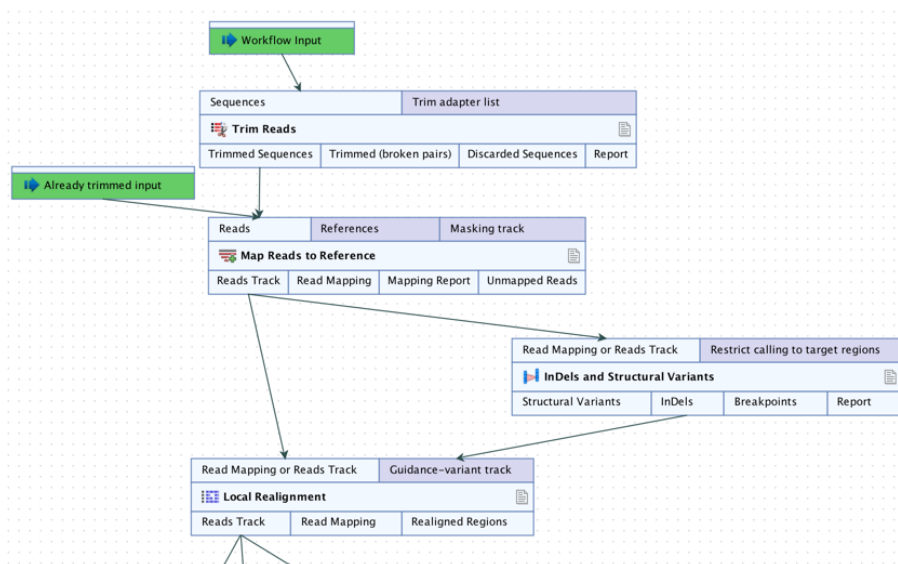 Workflow Input
Sequences Trim adapter list
Trim Reads
Trimmed Sequences Trimmed (broken pairs) Discarded Sequences Report
Already trimmed input
Reads References Masking track
Map Reads to Reference
Reads Track Read Mapping Mapping Report Unmapped Reads
Read Mapping or Reads Track Restrict calling to target regions
InDels and Structural Variants
Structural Variants InDels Breakpoints Report
Read Mapping or Reads Track Guidance-variant track
Local Realignment
Reads Track Read Mapping Realigned Regions